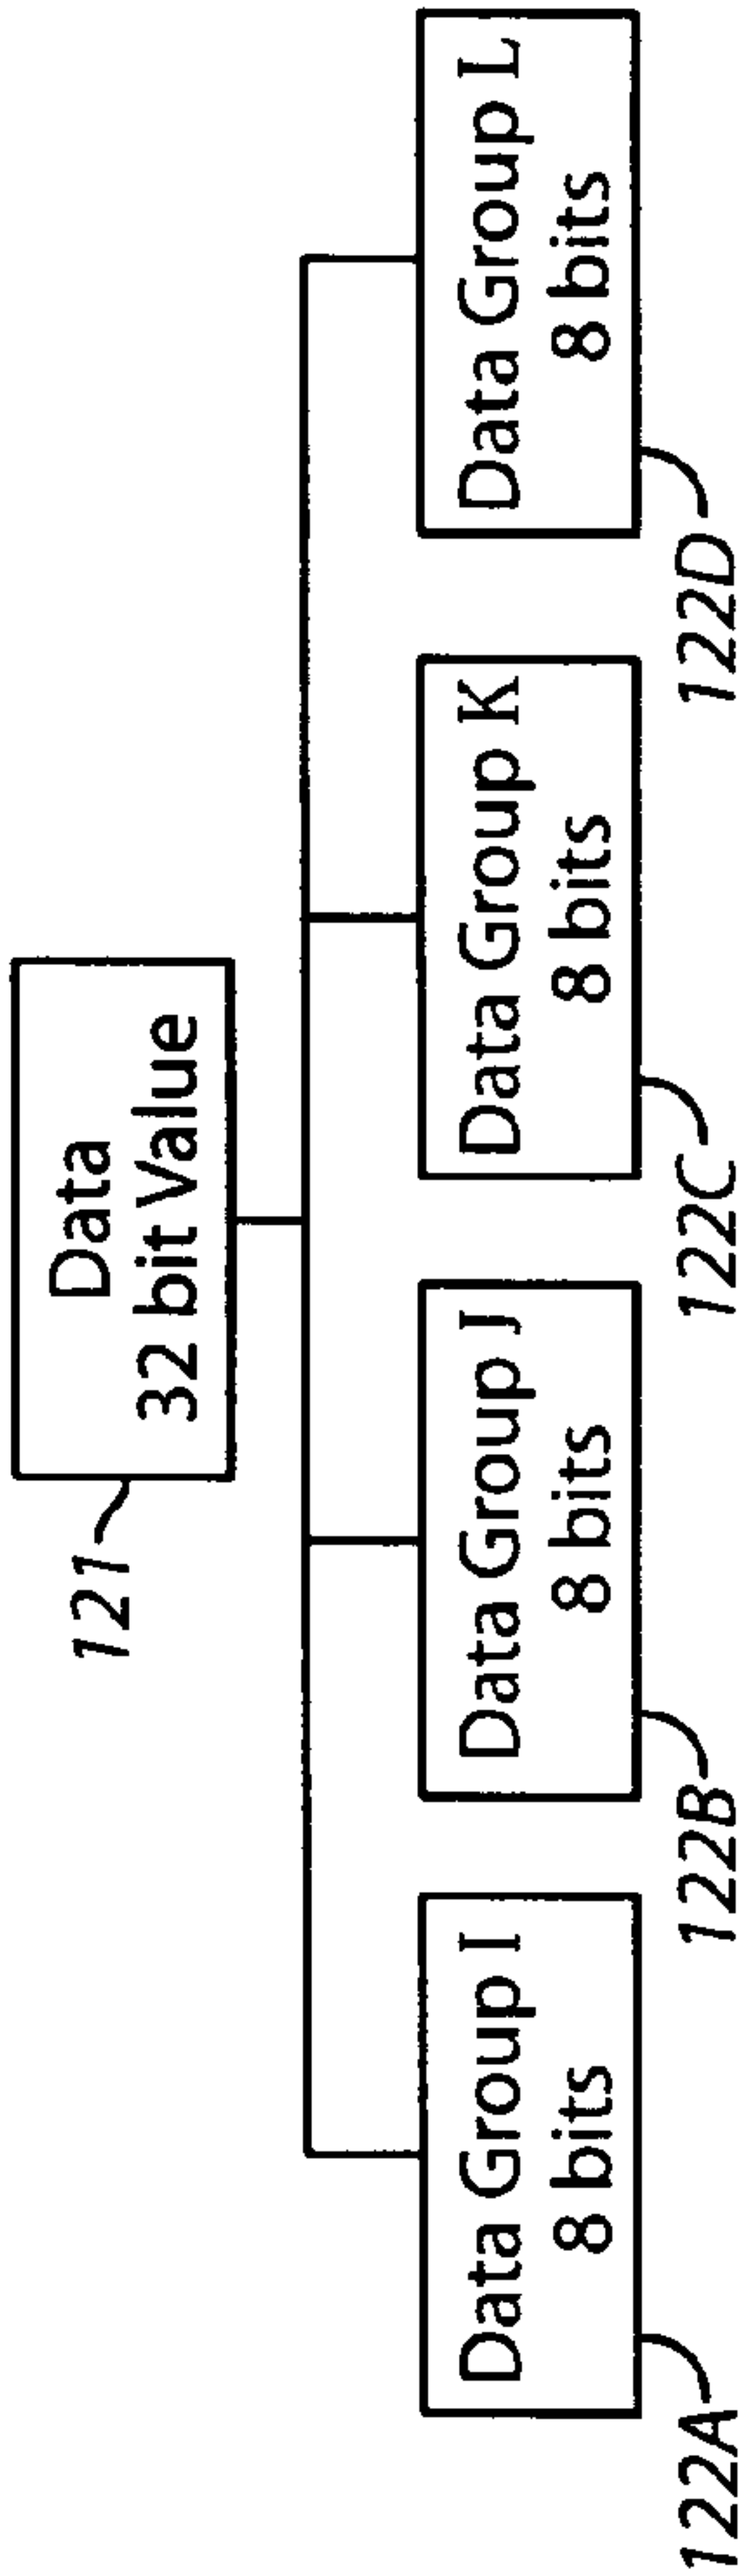 Data
32 bit Value
121
Data Group I
8 bits
Data Group J
8 bits
Data Group K
8 bits
Data Group L
8 bits
122A
122B
122C
122D